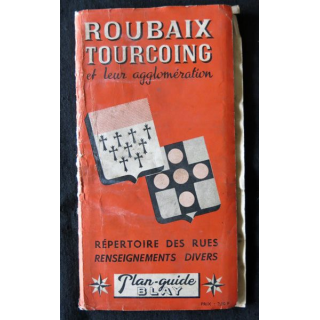 ROUBAIX
TOURCOING
et leur agglomération
RÉPERTOIRE DES RUES
RENSEIGNEMENTS DIVERS
Plan-guide
BLAY